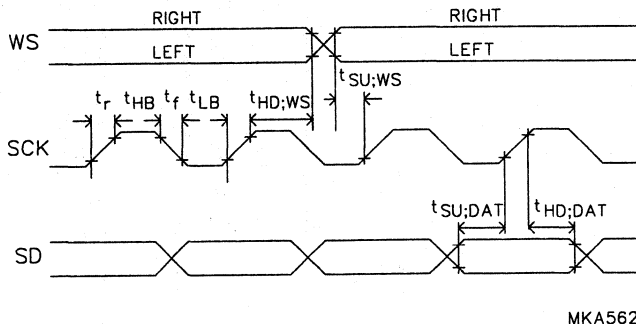 RIGHT RIGHT
WS
LEFT LEFT
tSU;WS
tr tHB tf tLB tHD;WS
SCK
tSU;DAT tHD;DAT
SD
MKA562